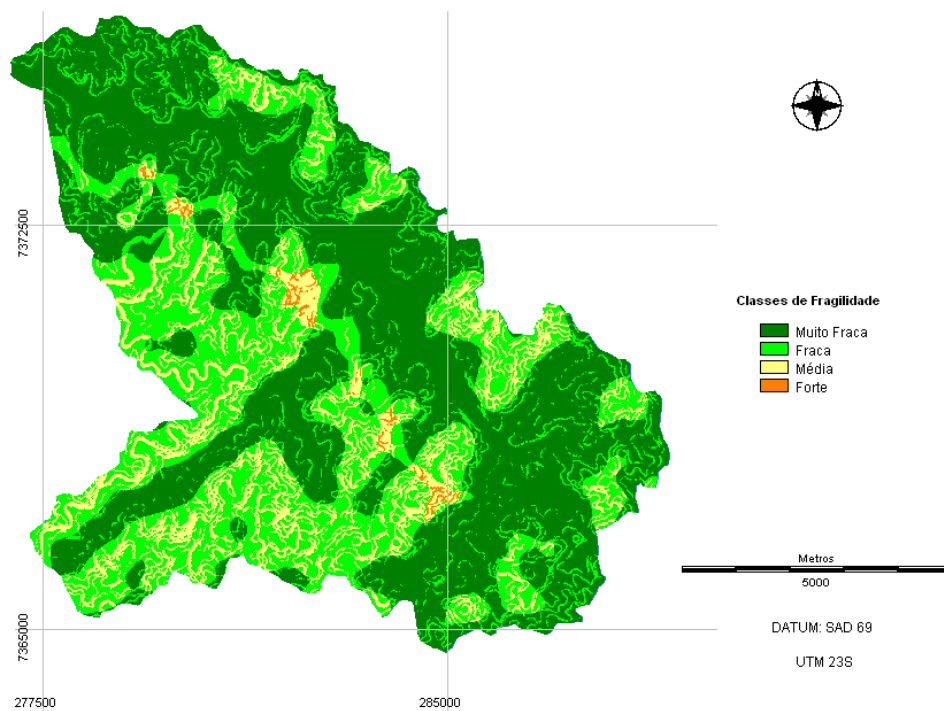 7372500
Classes de Fragilidade
Muito Fraca
Fraca
Média
Forte
Metros
5000
DATUM: SAD 69
UTM 23S
7365000
277500
285000